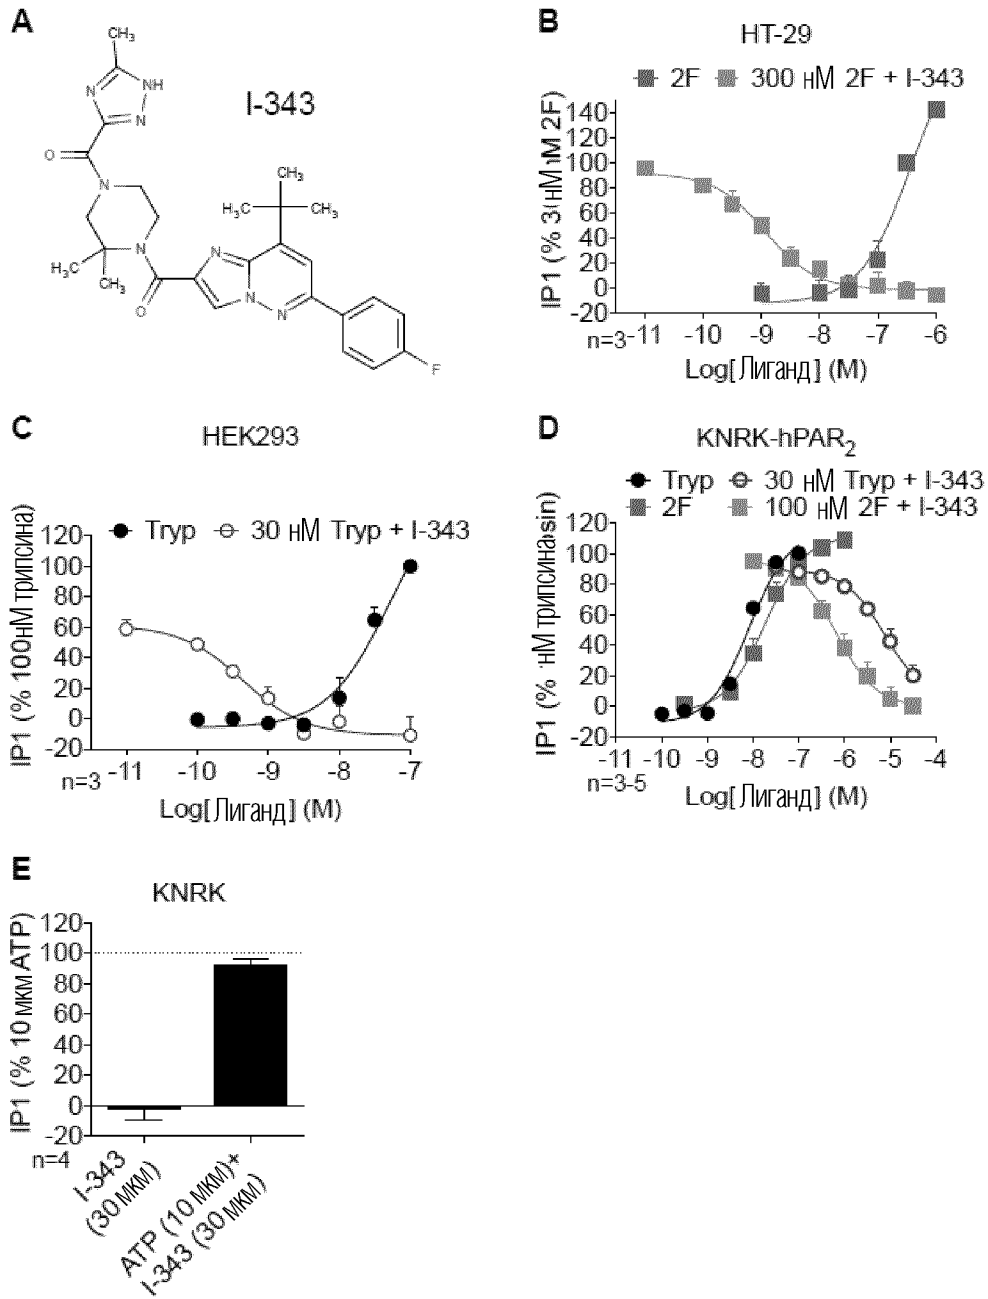 A
CH₃
N
NH
N
O
I-343
N
CH₃
H₃C
CH₃
H₃C
CH₃
N
O
N
N
N
F
B
HT-29
2F
300 нМ 2F + I-343
140
120
100
80
60
40
20
0
-20
-11 -10 -9 -8 -7 -6
n=3
Log[Лиганд] (M)
C
HEK293
Tryp
30 нМ Tryp + I-343
IP1 (% 100нМ трипсина)
120
100
80
60
40
20
0
-20
-11 -10 -9 -8 -7
n=3
Log[Лиганд] (M)
D
KNRK-hPAR₂
Tryp
30 нМ Tryp + I-343
2F
100 нМ 2F + I-343
120
100
80
60
40
20
0
-20
-11 -10 -9 -8 -7 -6 -5 -4
n=3-5
Log[Лиганд] (M)
E
KNRK
IP1 (% 10 мкм ATP)
120
100
80
60
40
20
0
-20
n=4
I-343
(30 МКМ)
ATP (10 МКМ)+
I-343 (30 МКМ)